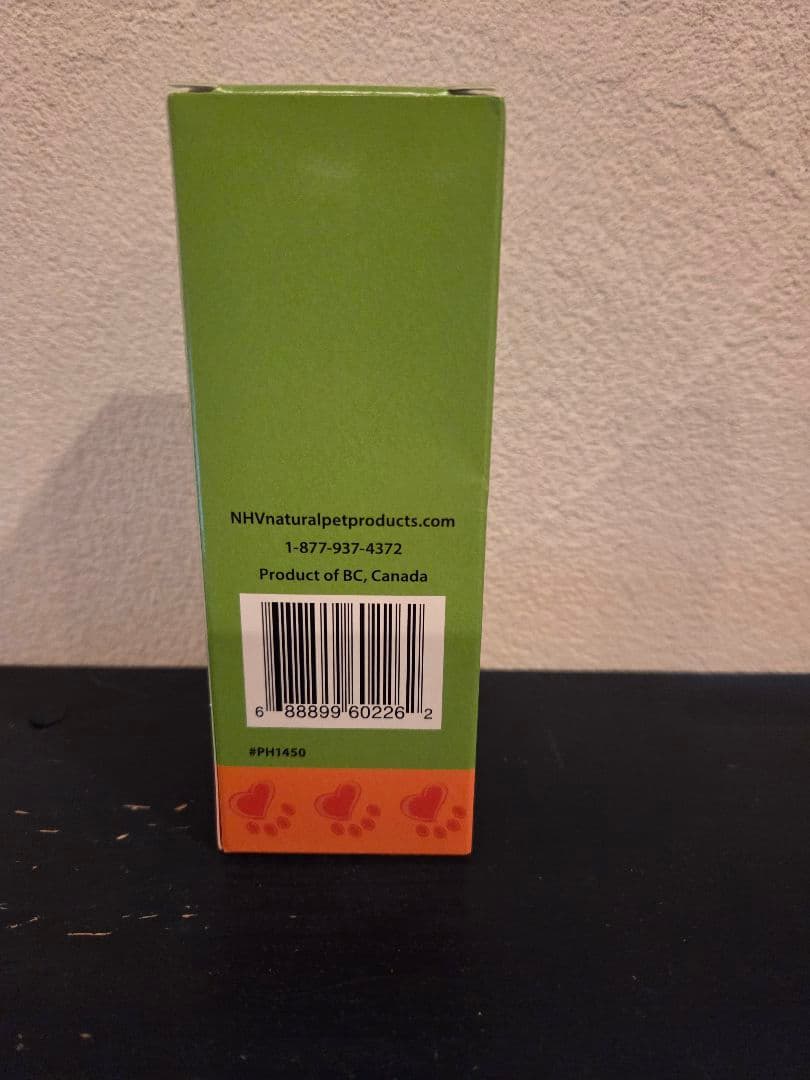 NHVnaturalpetproducts.com
1-877-937-4372
Product of BC, Canada
6 88899 60226 2
#PH1450